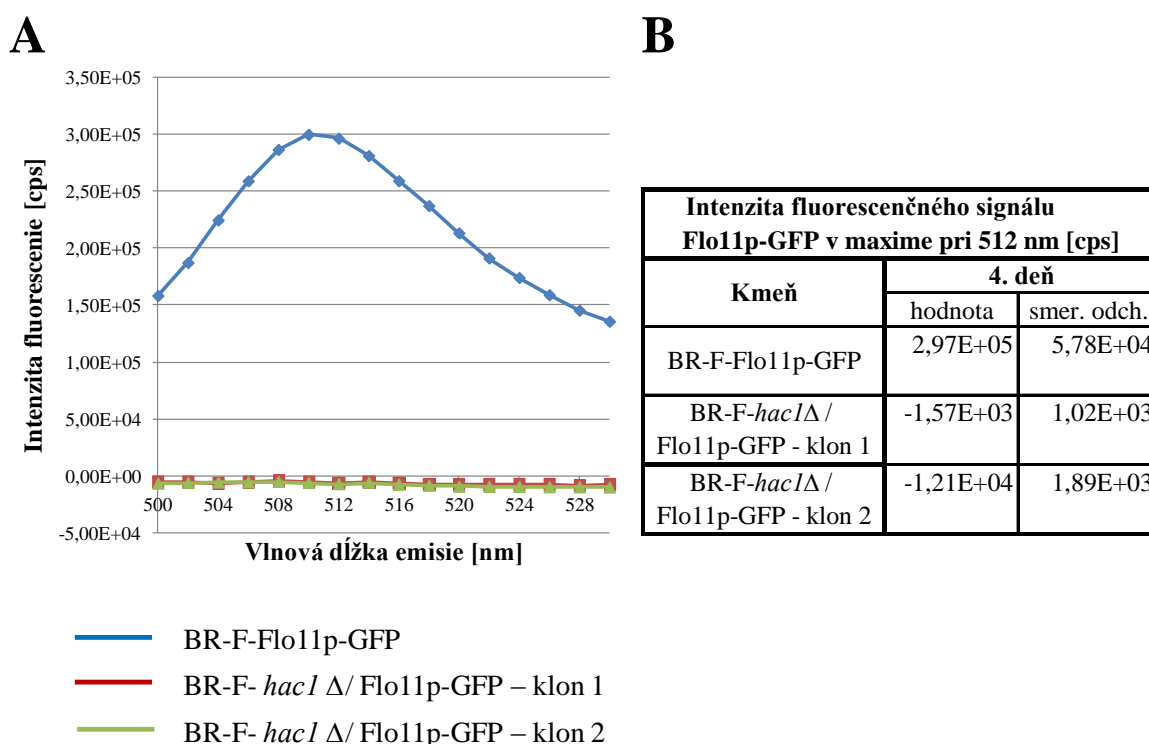 A
B
3,50E+05
3,00E+05
2,50E+05
2,00E+05
1,50E+05
1,00E+05
5,00E+04
0,00E+00
-5,00E+04
Intenzita fluorescenie [cps]
500 504 508 512 516 520 524 528
Vlnová dĺžka emisie [nm]
BR-F-Flo11p-GFP
BR-F- hac1 Δ/ Flo11p-GFP – klon 1
BR-F- hac1 Δ/ Flo11p-GFP – klon 2
Intenzita fluorescenčného signálu
Flo11p-GFP v maxime pri 512 nm [cps]
Kmeň
4. deň
hodnota smer. odch.
BR-F-Flo11p-GFP 2,97E+05 5,78E+04
BR-F-hac1Δ / -1,57E+03 1,02E+03
Flo11p-GFP - klon 1
BR-F-hac1Δ / -1,21E+04 1,89E+03
Flo11p-GFP - klon 2